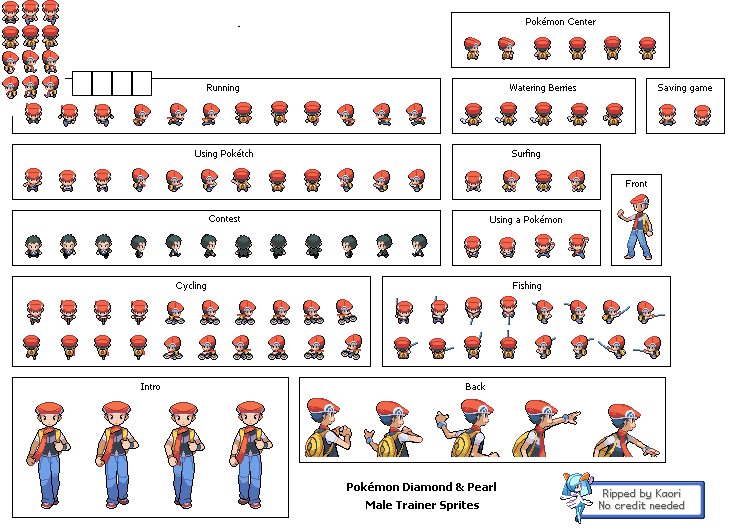 Pokémon Center
Running
Watering Berries
Saving game
Using Pokétch
Surfing
Front
Contest
Using a Pokémon
Cycling
Fishing
Intro
Back
Pokémon Diamond & Pearl
Male Trainer Sprites
Ripped by Kaori
No credit needed